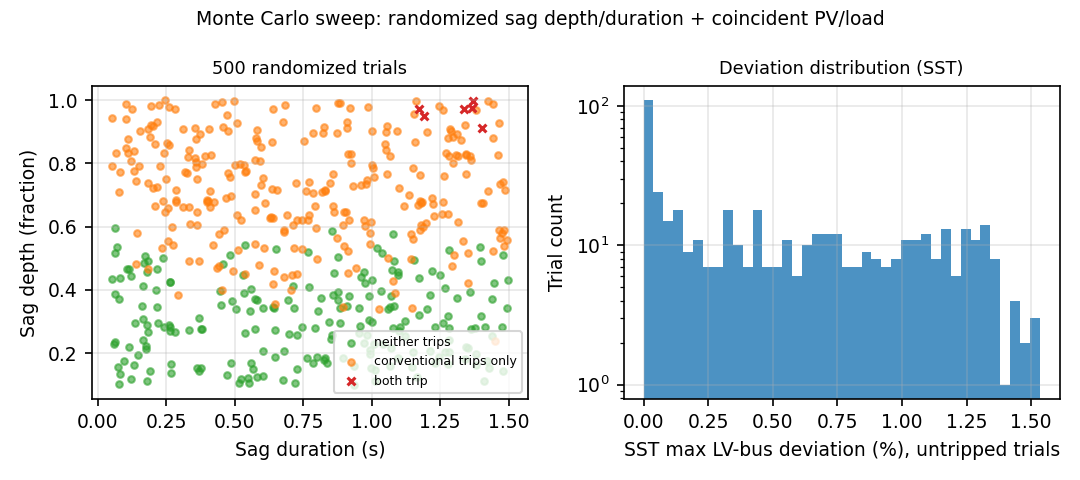 Monte Carlo sweep: randomized sag depth/duration + coincident PV/load
500 randomized trials
Sag depth (fraction)
1.0
0.8
0.6
0.4
0.2
neither trips
conventional trips only
both trip
0.00 0.25 0.50 0.75 1.00 1.25 1.50
Sag duration (s)
Deviation distribution (SST)
Trial count
10²
10¹
10⁰
0.00 0.25 0.50 0.75 1.00 1.25 1.50
SST max LV-bus deviation (%), untripped trials